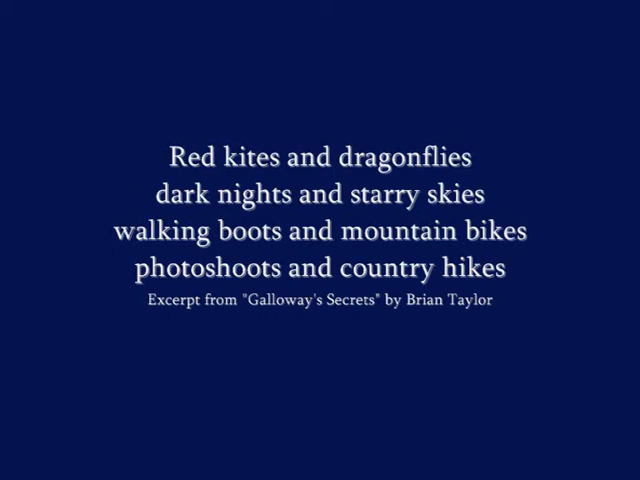 Red kites and dragonflies
dark nights and starry skies
walking boots and mountain bikes
photoshoots and country hikes
Excerpt from "Galloway's Secrets" by Brian Taylor